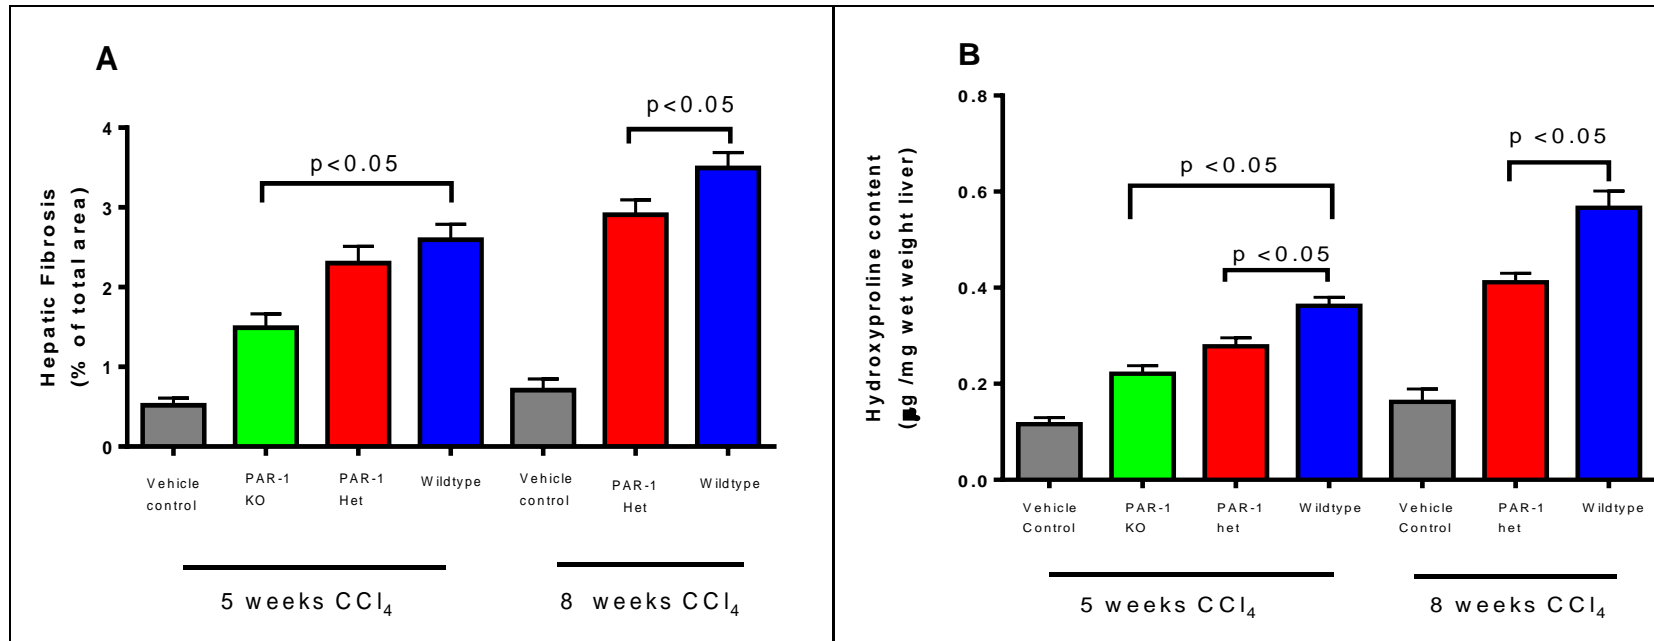 A
p<0.05
p<0.05
Hepatic Fibrosis
(% of total area)
4
3
2
1
0
Vehicle control
PAR-1 KO
PAR-1 Het
Wildtype
Vehicle control
PAR-1 Het
Wildtype
5 weeks CCl₄
8 weeks CCl₄
B
p<0.05
p <0.05
p <0.05
Hydroxyproline content
(µg /mg wet weight liver)
0.8
0.6
0.4
0.2
0.0
Vehicle Control
PAR-1 KO
PAR-1 het
Wildtype
Vehicle Control
PAR-1 het
Wildtype
5 weeks CCl₄
8 weeks CCl₄